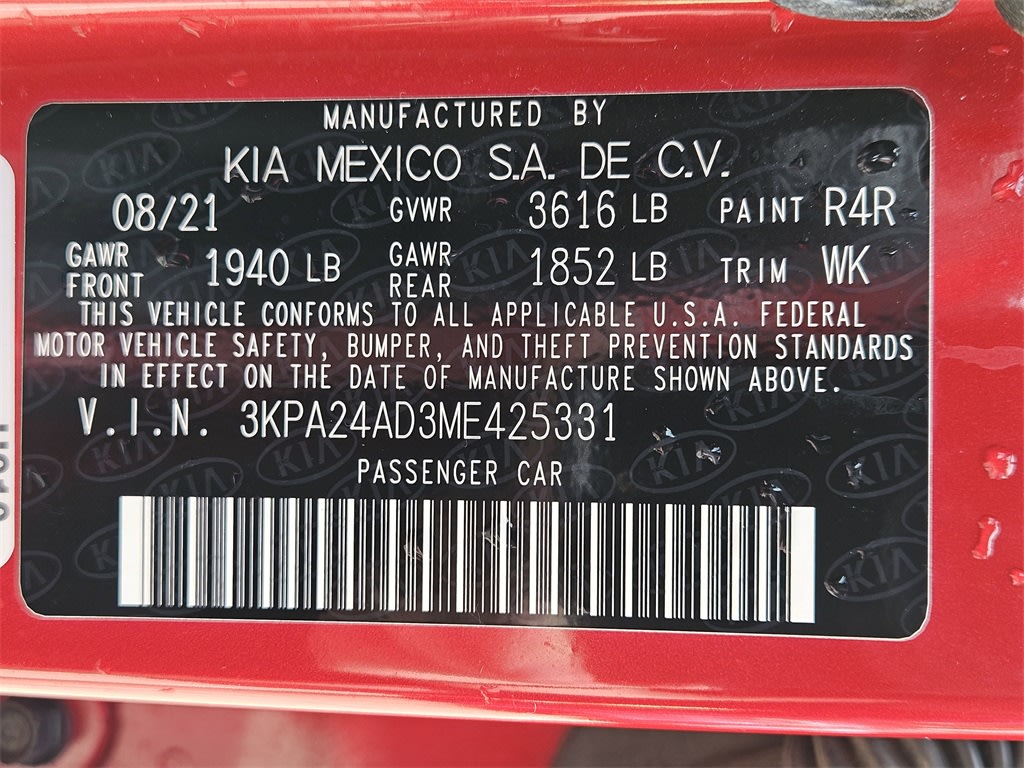 MANUFACTURED BY
KIA MEXICO S.A. DE C.V.
08/21 GVWR 3616 LB PAINT R4R
GAWR FRONT 1940 LB GAWR REAR 1852 LB TRIM WK
THIS VEHICLE CONFORMS TO ALL APPLICABLE U.S.A. FEDERAL
MOTOR VEHICLE SAFETY, BUMPER, AND THEFT PREVENTION STANDARDS
IN EFFECT ON THE DATE OF MANUFACTURE SHOWN ABOVE.
V.I.N. 3KPA24AD3ME425331
PASSENGER CAR